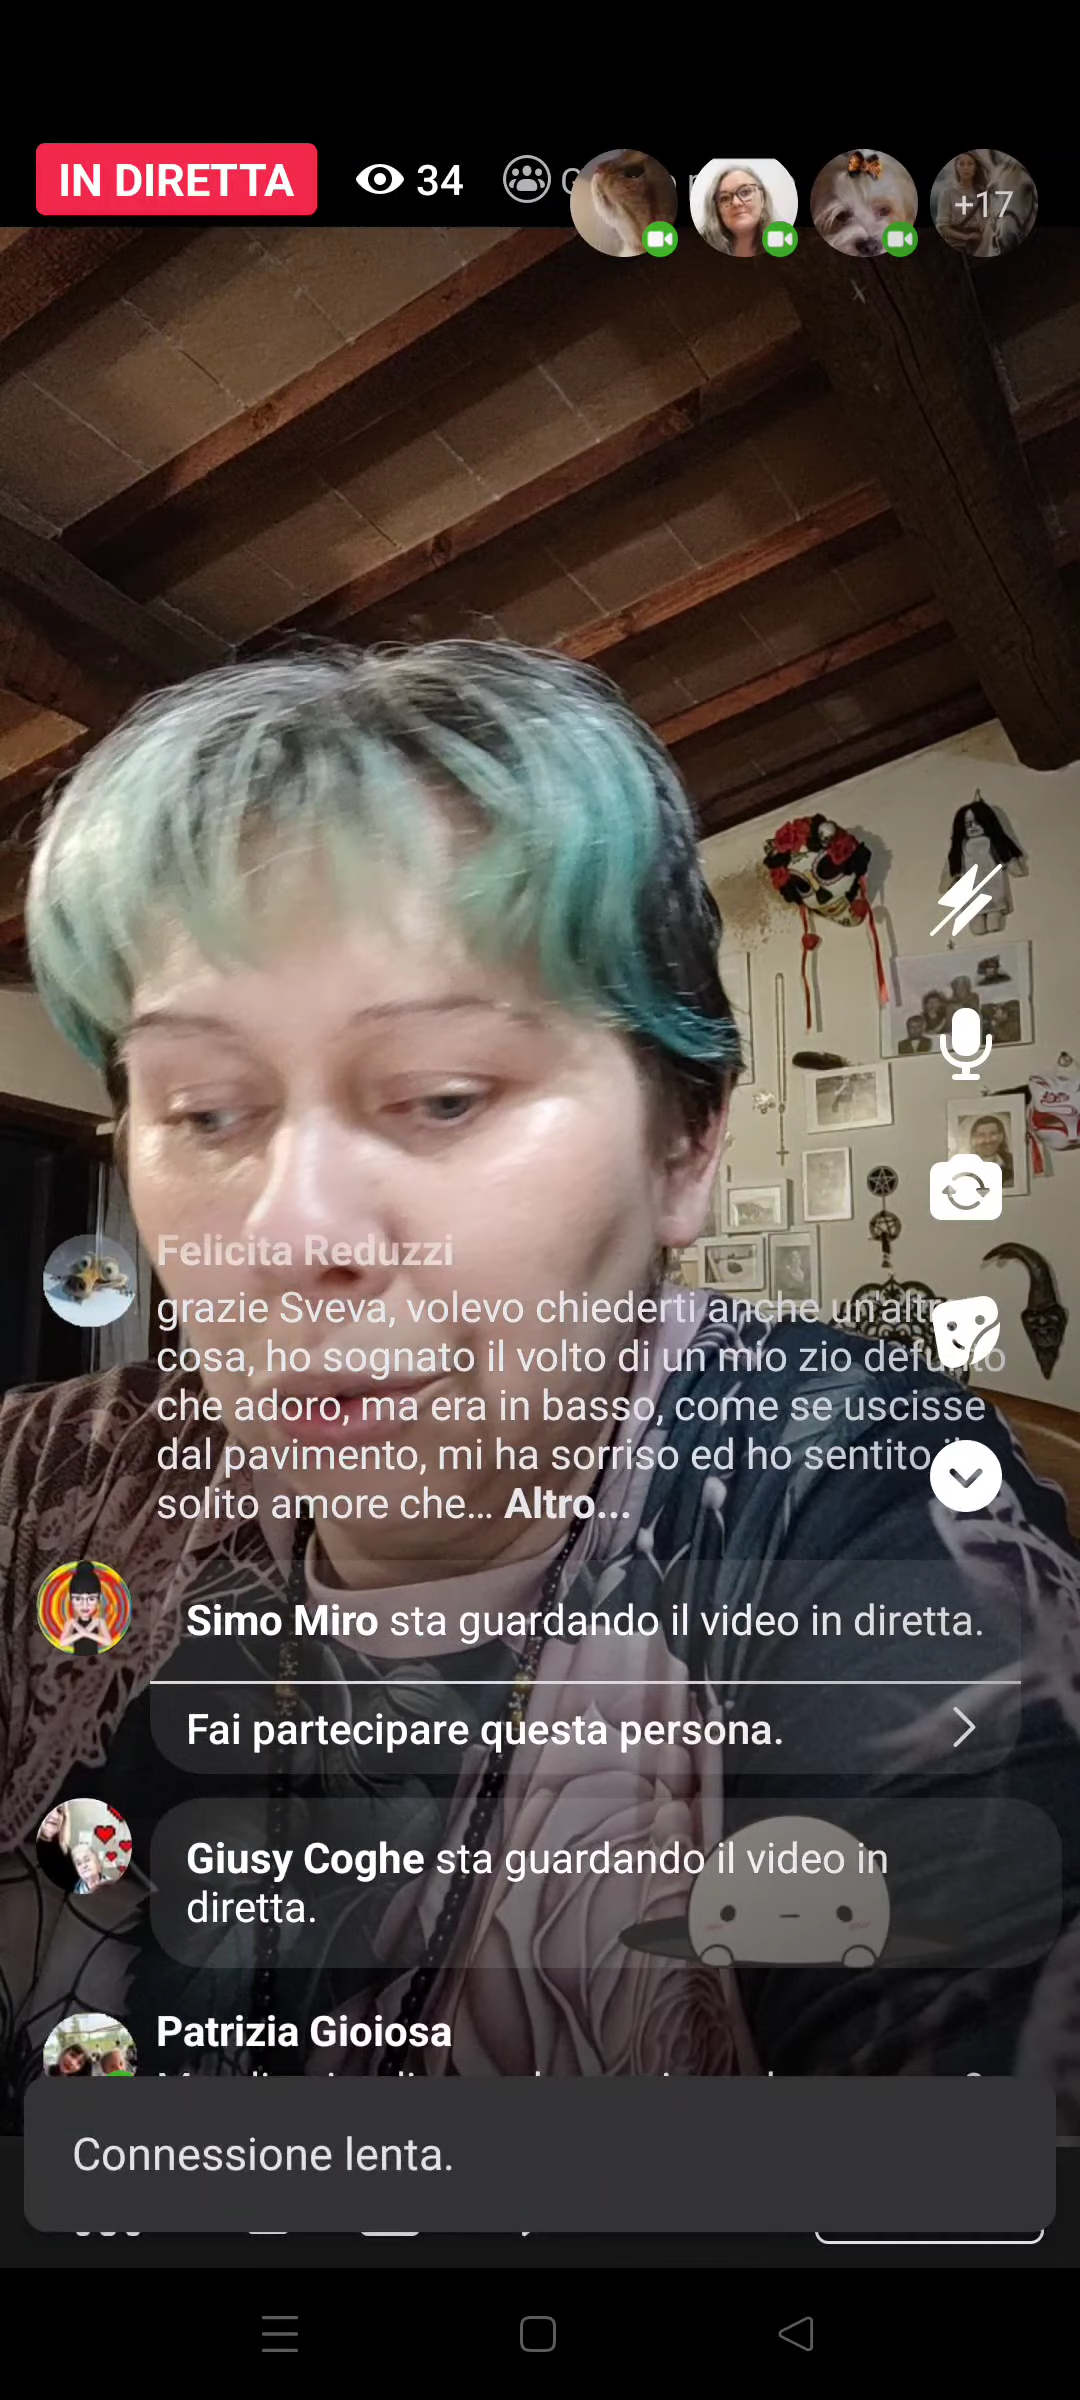 IN DIRETTA
34
+17
Felicita Reduzzi
grazie Sveva, volevo chiederti anche un'altr
cosa, ho sognato il volto di un mio zio defunto
che adoro, ma era in basso, come se uscisse
dal pavimento, mi ha sorriso ed ho sentito il
solito amore che... Altro...
Simo Miro sta guardando il video in diretta.
Fai partecipare questa persona.
Giusy Coghe sta guardando il video in
diretta.
Patrizia Gioiosa
Connessione lenta.